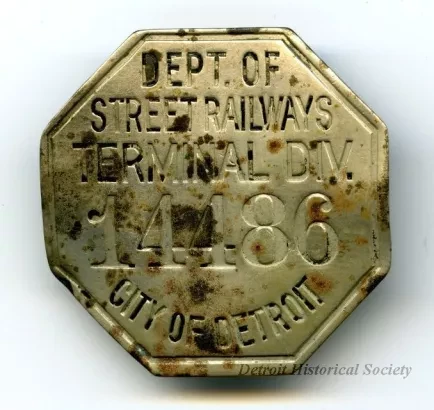 DEPT. OF
STREET RAILWAYS
TERMINAL DIV.
14486
CITY OF DETROIT
Detroit Historical Society